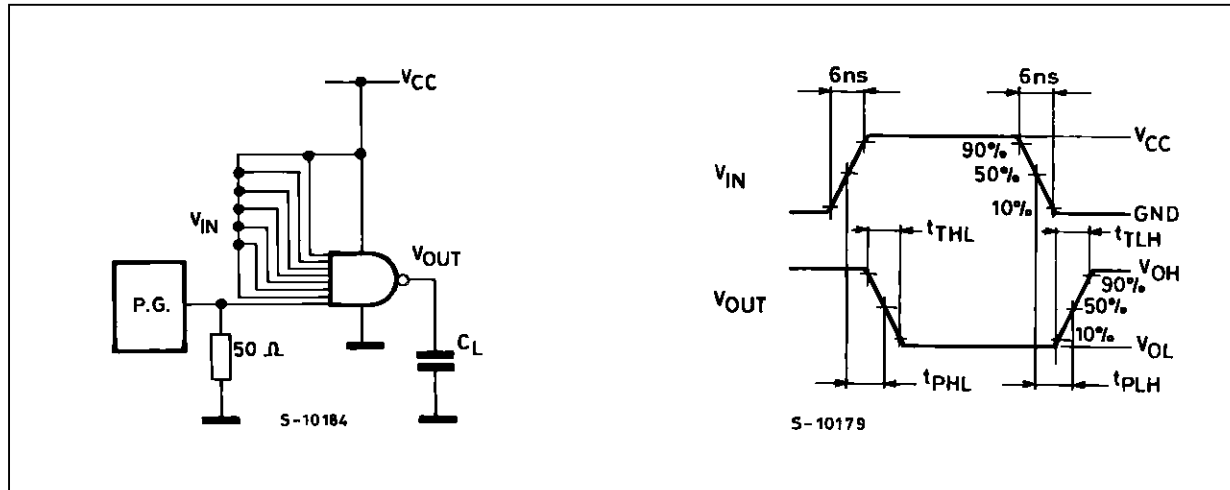 VCC
VIN
VOUT
P.G.
50 Ω
CL
S-10184
6ns
6ns
VCC
90%
50%
10%
VIN
GND
tTHL
tTLH
VOH
90%
50%
10%
VOUT
VOL
tPHL
tPLH
S-10179